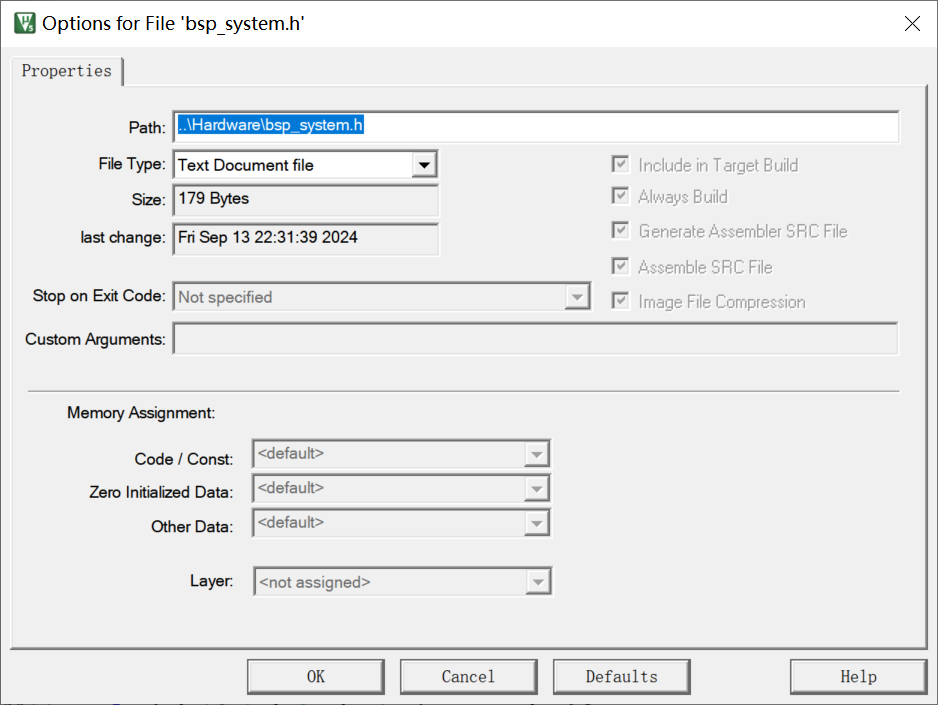 Options for File 'bsp_system.h'
Properties
Path: ..\Hardware\bsp_system.h
File Type: Text Document file
Include in Target Build
Size: 179 Bytes
Always Build
last change: Fri Sep 13 22:31:39 2024
Generate Assembler SRC File
Assemble SRC File
Stop on Exit Code: Not specified
Image File Compression
Custom Arguments:
Memory Assignment:
Code / Const: <default>
Zero Initialized Data: <default>
Other Data: <default>
Layer: <not assigned>
OK Cancel Defaults Help